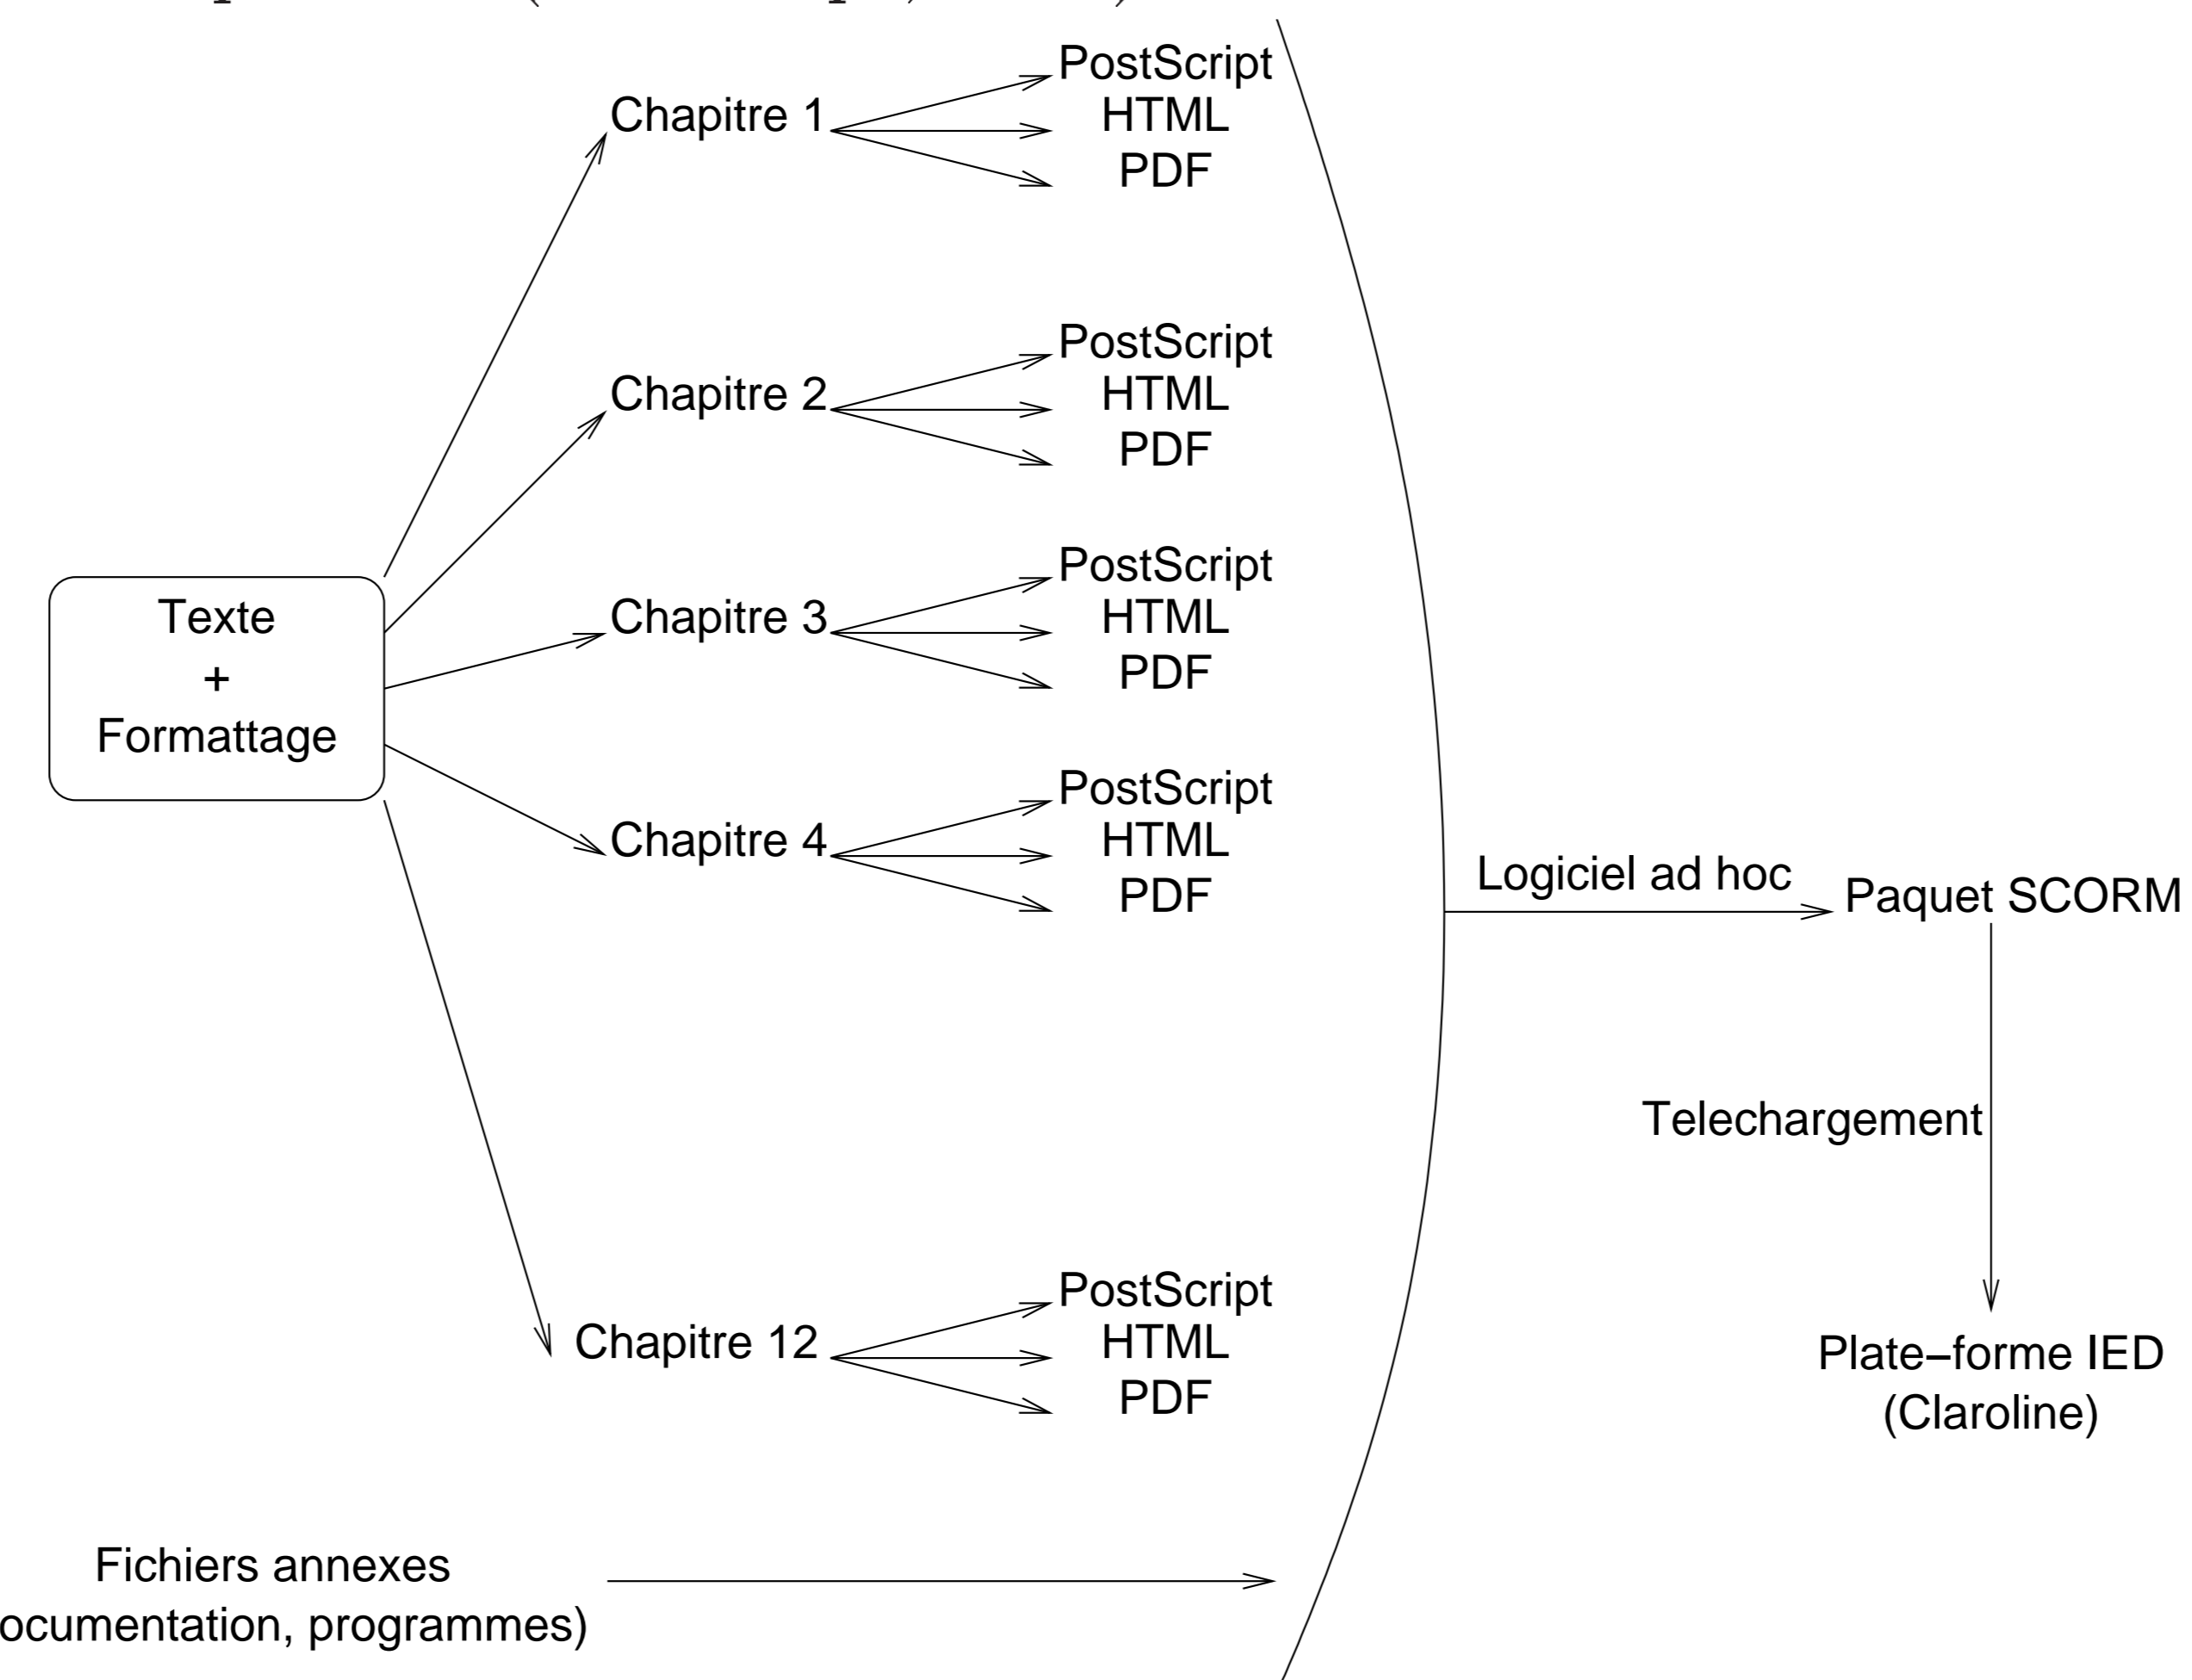 PostScript
Chapitre 1
HTML
PDF
PostScript
Chapitre 2
HTML
PDF
PostScript
Chapitre 3
HTML
PDF
PostScript
Chapitre 4
HTML
PDF
Texte
+
Formattage
Logiciel ad hoc
Paquet SCORM
Telechargement
PostScript
Chapitre 12
HTML
PDF
Plate–forme IED
(Claroline)
Fichiers annexes
ocumentation, programmes)